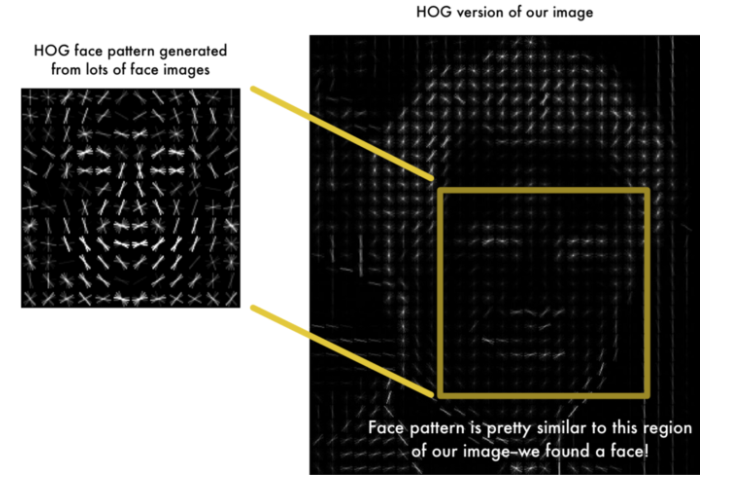 HOG version of our image
HOG face pattern generated
from lots of face images
Face pattern is pretty similar to this region
of our image–we found a face!